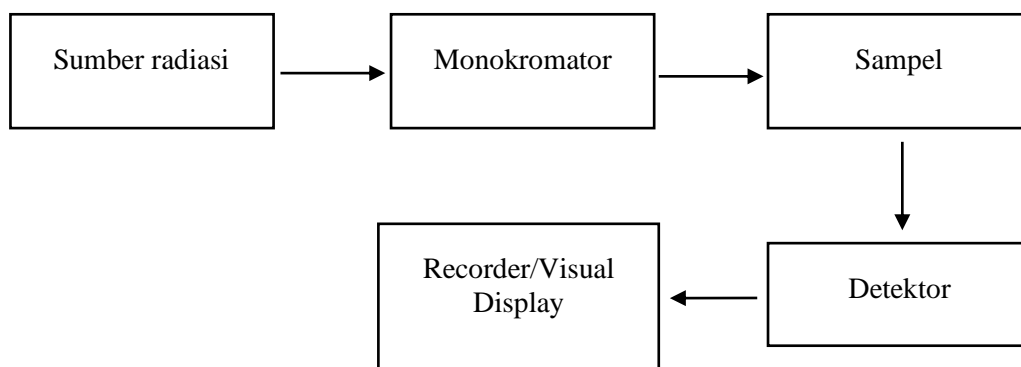 Sumber radiasi
Monokromator
Sampel
Detektor
Recorder/Visual
Display